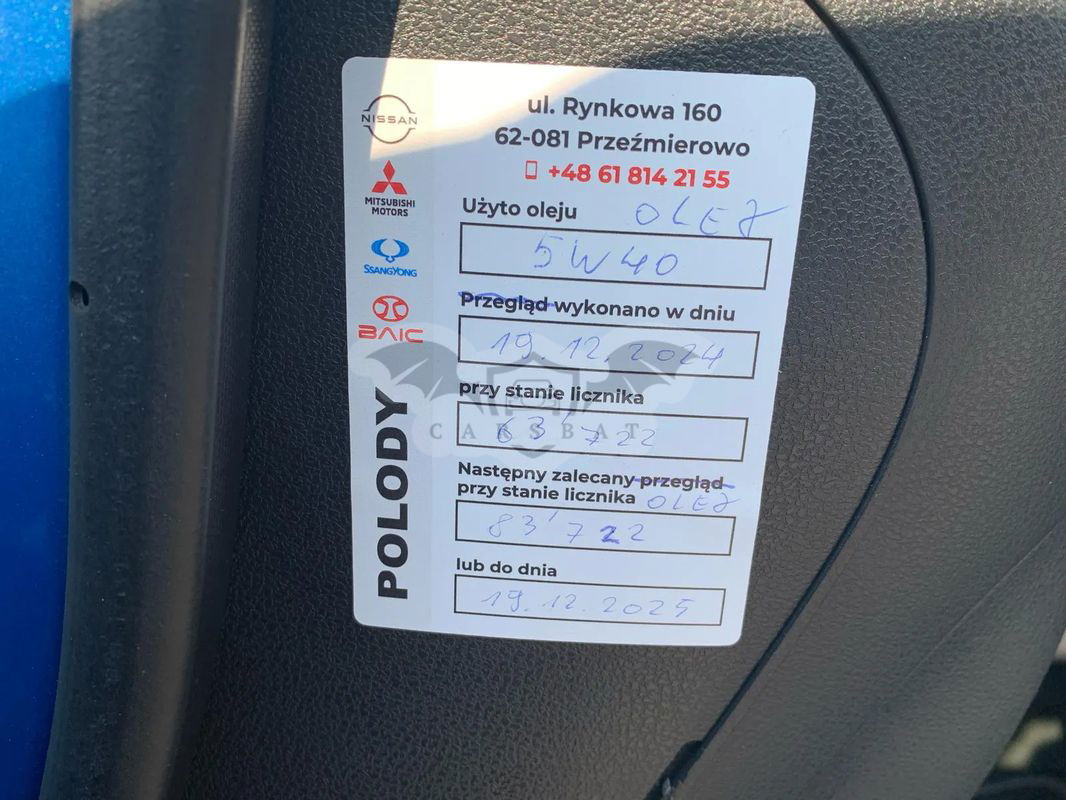 NISSAN
MITSUBISHI
MOTORS
SSANGYONG
BAIC
POLODY
ul. Rynkowa 160
62-081 Przeźmierowo
+48 61 814 21 55
Użyto oleju OLEJ
5W40
Przegląd wykonano w dniu
19.12.2024
przy stanie licznika
63'722
CARSBAT
Następny zalecany przegląd
przy stanie licznika OLEJ
83'722
lub do dnia
19.12.2025